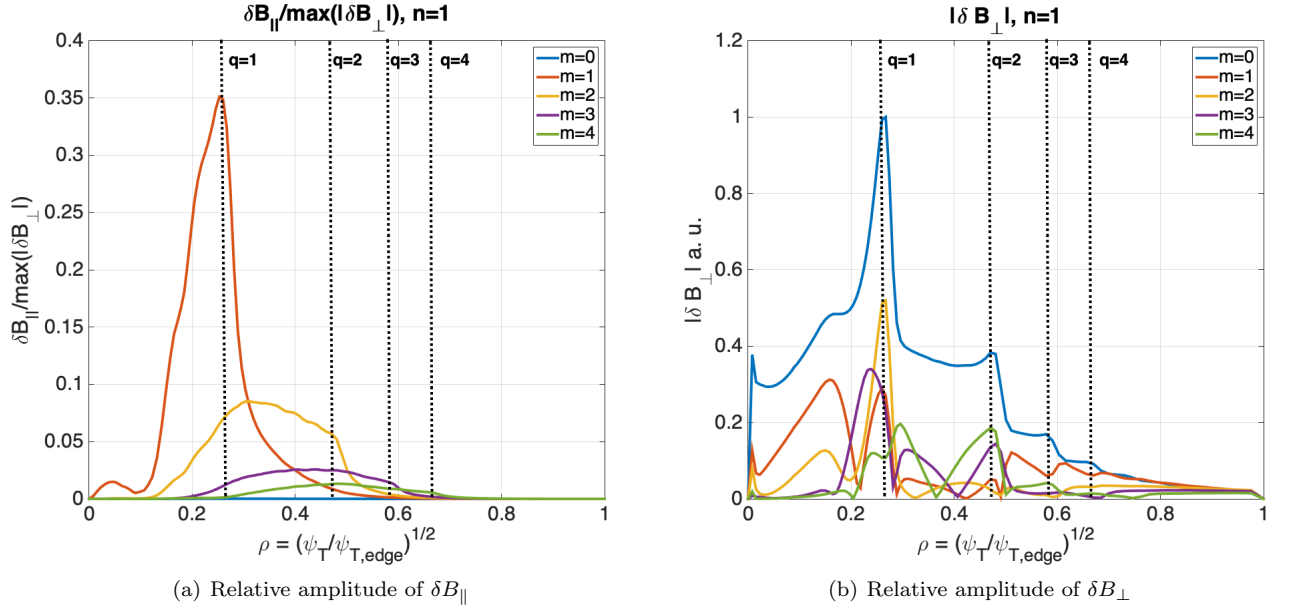 δB||/max(|δB⊥|), n=1
0.4
0.35
0.3
0.25
0.2
0.15
0.1
0.05
0
δB||/max(|δB⊥|)
q=1
q=2
q=3
q=4
m=0
m=1
m=2
m=3
m=4
0 0.2 0.4 0.6 0.8 1
ρ = (ψT/ψT,edge)1/2
(a) Relative amplitude of δB∥
|δ B⊥|, n=1
1.2
1
0.8
0.6
0.4
0.2
0
|δ B⊥| a. u.
q=1
q=2
q=3
q=4
m=0
m=1
m=2
m=3
m=4
0 0.2 0.4 0.6 0.8 1
ρ = (ψT/ψT,edge)1/2
(b) Relative amplitude of δB⊥